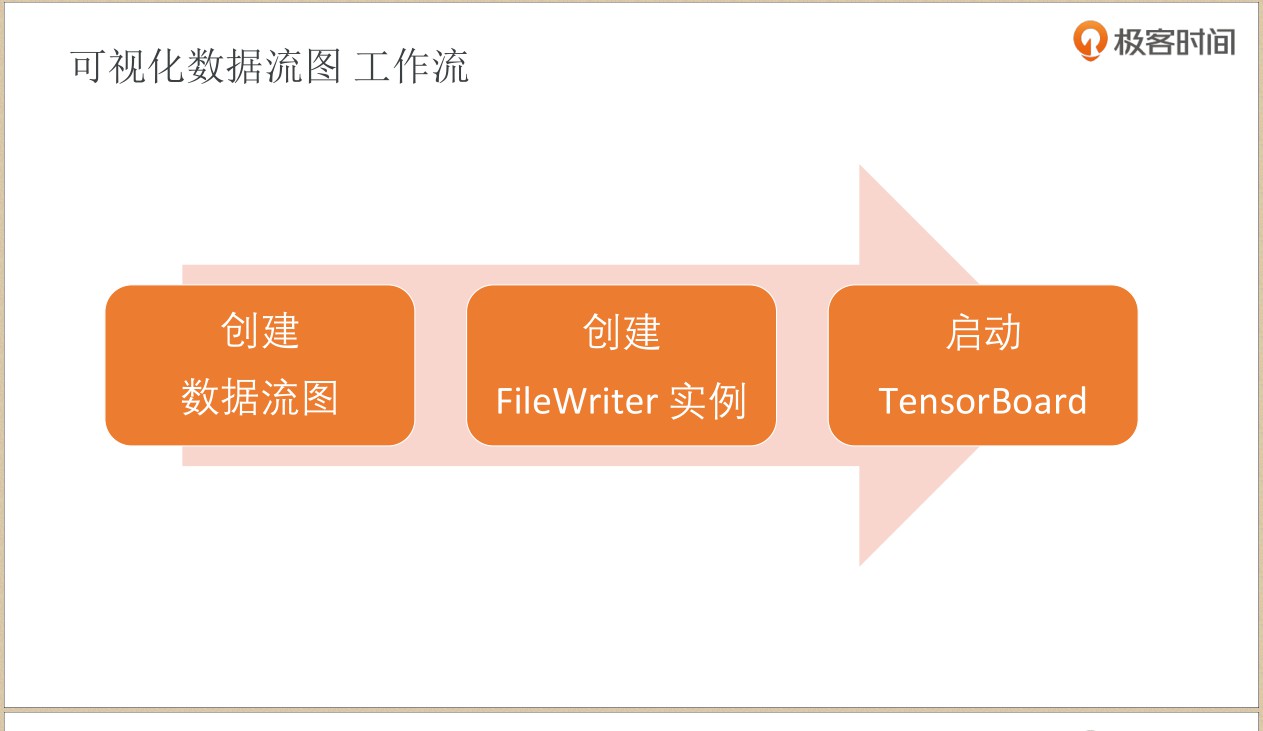 可视化数据流图 工作流
极客时间
创建
数据流图
创建
FileWriter 实例
启动
TensorBoard